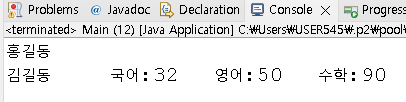 Problems @ Javadoc Declaration Console
<terminated> Main (12) [Java Application] C:₩Users₩USER545₩.p2₩pool₩
홍길동
김길동 국어:32 영어:50 수학:90